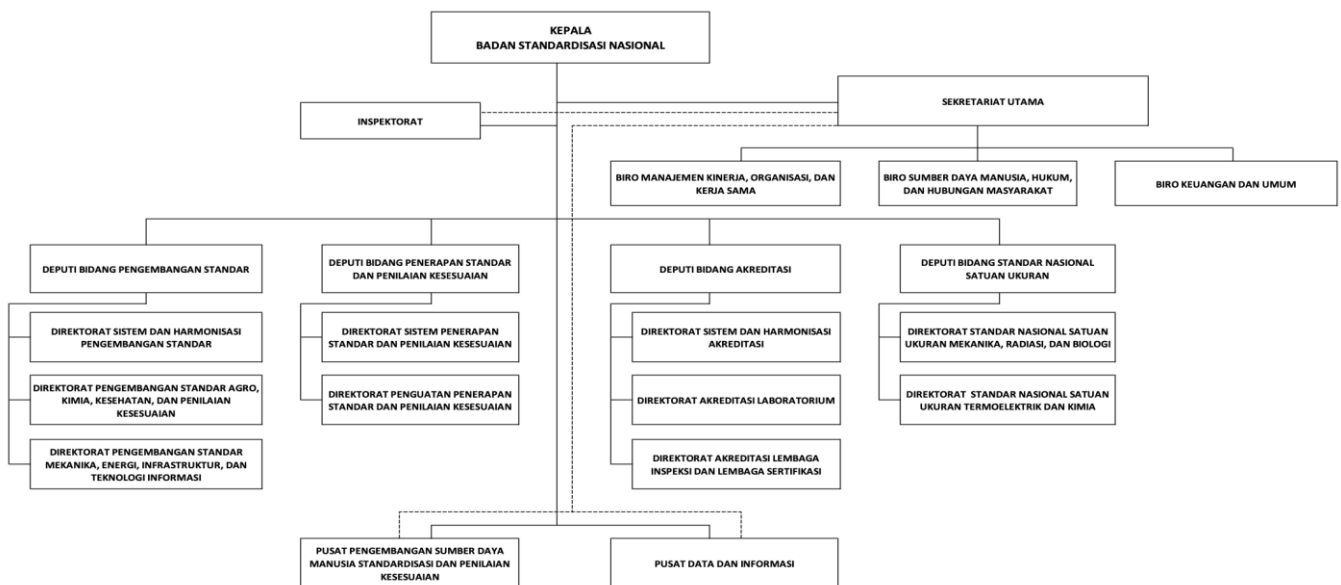 KEPALA
BADAN STANDARDISASI NASIONAL
SEKRETARIAT UTAMA
INSPEKTORAT
BIRO MANAJEMEN KINERJA, ORGANISASI, DAN
KERJA SAMA
BIRO SUMBER DAYA MANUSIA, HUKUM,
DAN HUBUNGAN MASYARAKAT
BIRO KEUANGAN DAN UMUM
DEPUTI BIDANG PENGEMBANGAN STANDAR
DEPUTI BIDANG PENERAPAN STANDAR
DAN PENILAIAN KESESUAIAN
DEPUTI BIDANG AKREDITASI
DEPUTI BIDANG STANDAR NASIONAL
SATUAN UKURAN
DIREKTORAT SISTEM DAN HARMONISASI
PENGEMBANGAN STANDAR
DIREKTORAT SISTEM PENERAPAN
STANDAR DAN PENILAIAN KESESUAIAN
DIREKTORAT SISTEM DAN HARMONISASI
AKREDITASI
DIREKTORAT STANDAR NASIONAL SATUAN
UKURAN MEKANIKA, RADIASI, DAN BIOLOGI
DIREKTORAT PENGEMBANGAN STANDAR AGRO,
KIMIA, KESEHATAN, DAN PENILAIAN
KESESUAIAN
DIREKTORAT PENGUATAN PENERAPAN
STANDAR DAN PENILAIAN KESESUAIAN
DIREKTORAT AKREDITASI LABORATORIUM
DIREKTORAT STANDAR NASIONAL SATUAN
UKURAN TERMOELEKTRIK DAN KIMIA
DIREKTORAT PENGEMBANGAN STANDAR
MEKANIKA, ENERGI, INFRASTRUKTUR, DAN
TEKNOLOGI INFORMASI
DIREKTORAT AKREDITASI LEMBAGA
INSPEKSI DAN LEMBAGA SERTIFIKASI
PUSAT PENGEMBANGAN SUMBER DAYA
MANUSIA STANDARDISASI DAN PENILAIAN
KESESUAIAN
PUSAT DATA DAN INFORMASI